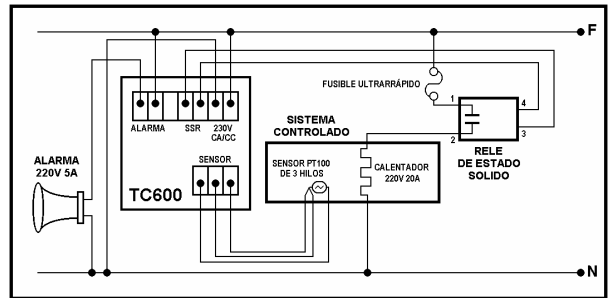 F
FUSIBLE ULTRARRÁPIDO
1
4
2
3
RELE
DE ESTADO
SOLIDO
ALARMA
SSR
230V
CA/CC
SENSOR
TC600
ALARMA
220V 5A
SISTEMA
CONTROLADO
SENSOR PT100
DE 3 HILOS
CALENTADOR
220V 20A
N